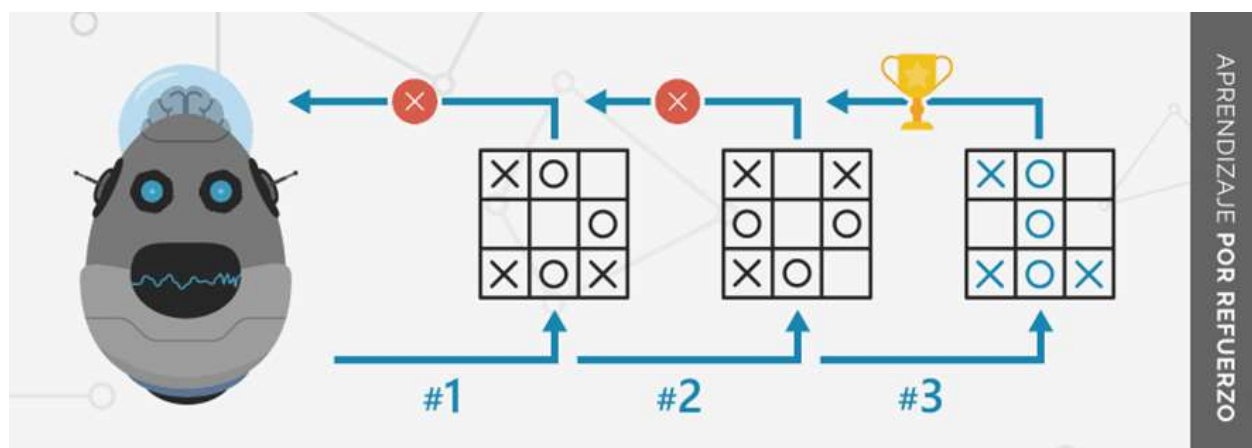 X O
O
X O X
X X
O O
X O
X O
O
X O X
#1
#2
#3
APRENDIZAJE POR REFUERZO